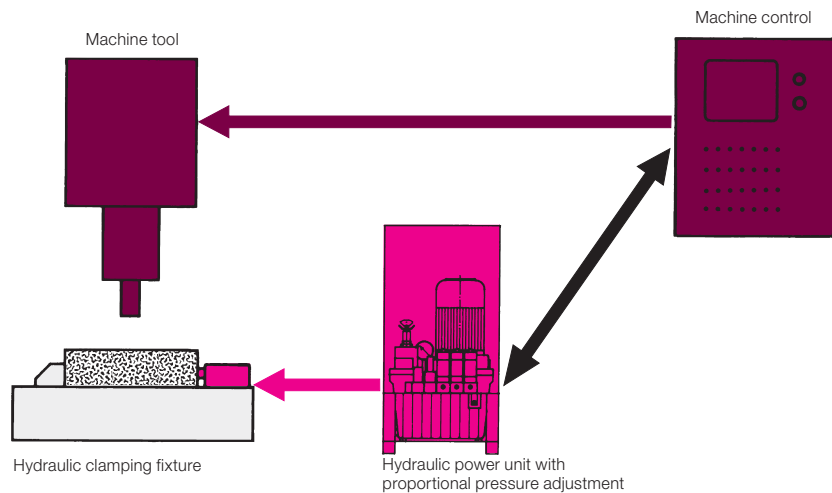 Machine control
Machine tool
Hydraulic clamping fixture
Hydraulic power unit with
proportional pressure adjustment